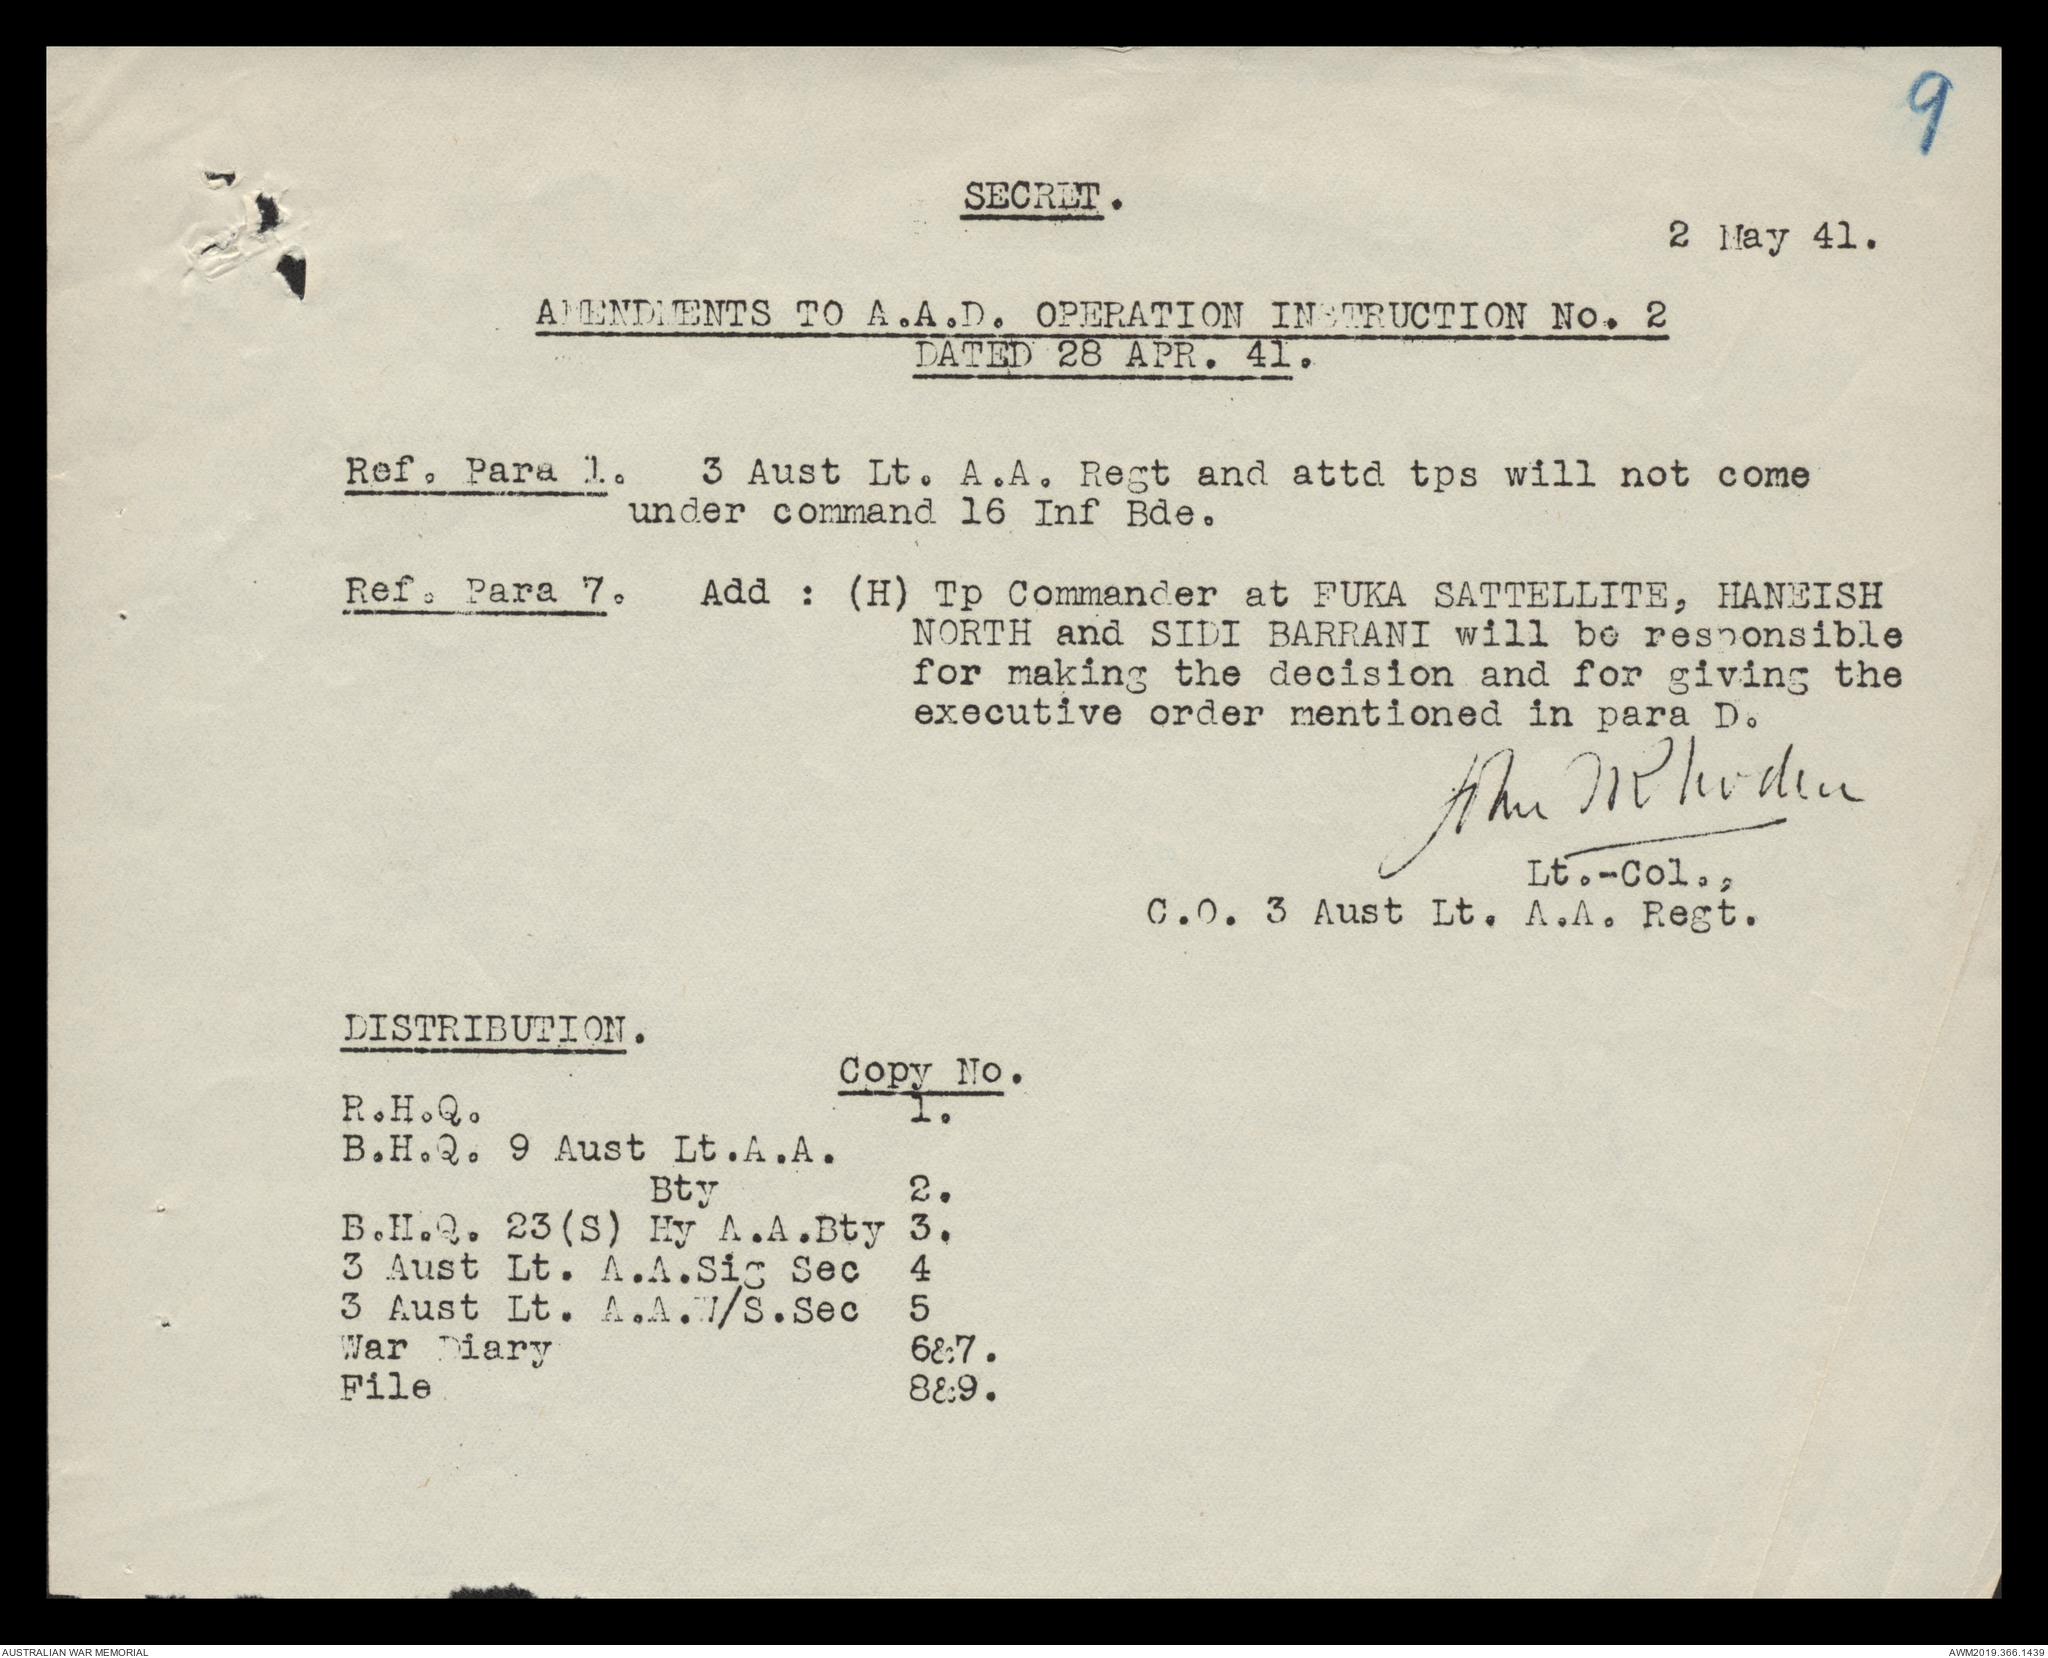 9
SECRET.
2 May 41.
AMENDMENTS TO A.A.D. OPERATION INSTRUCTION No. 2
DATED 28 APR. 41.
Ref. Para 1. 3 Aust Lt. A.A. Regt and attd tps will not come
under command 16 Inf Bde.
Ref. Para 7. Add : (H) Tp Commander at FUKA SATTELLITE, HANEISH
NORTH and SIDI BARRANI will be responsible
for making the decision and for giving the
executive order mentioned in para D.
John W Rhoden
Lt.-Col.,
C.O. 3 Aust Lt. A.A. Regt.
DISTRIBUTION.
Copy No.
R.H.Q. 1.
B.H.Q. 9 Aust Lt.A.A.
Bty 2.
B.H.Q. 23(S) Hy A.A.Bty 3.
3 Aust Lt. A.A.Sig Sec 4
3 Aust Lt. A.A.W/S.Sec 5
War Diary 6&7.
File 8&9.
AUSTRALIAN WAR MEMORIAL
AWM2019.366.1439